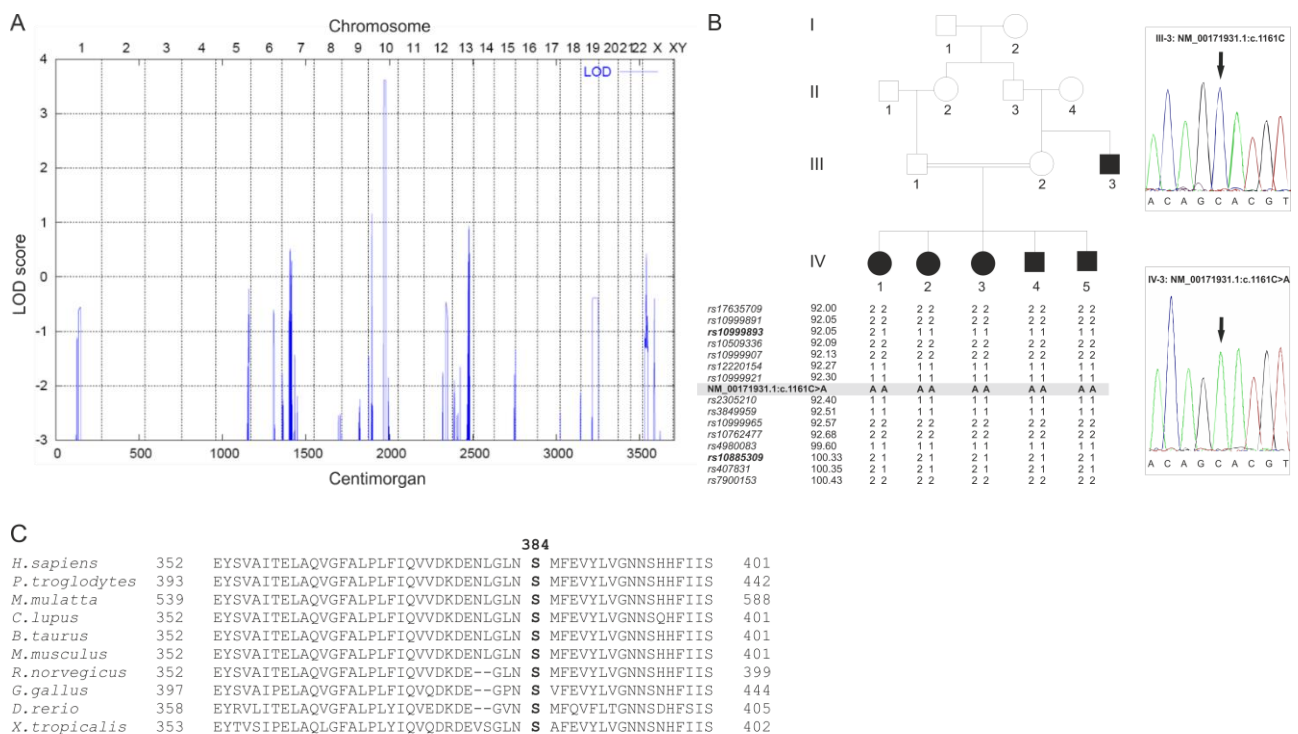 A
Chromosome
1 2 3 4 5 6 7 8 9 10 11 12 13 14 15 16 17 18 19 20 21 22 X XY
LOD
4
3
2
1
0
-1
-2
-3
LOD score
0 500 1000 1500 2000 2500 3000 3500
Centimorgan
B
I
1 2
II
1 2 3 4
III
1 2 3
IV
1 2 3 4 5
rs17635709 92.00 2 2 2 2 2 2 2 2 2 2
rs10999891 92.05 2 2 2 2 2 2 2 2 2 2
rs10999893 92.05 2 1 2 1 1 1 1 1 1 1
rs10509336 92.09 2 2 2 2 2 2 2 2 2 2
rs10999907 92.13 2 2 2 2 2 2 2 2 2 2
rs12220154 92.27 1 1 1 1 1 1 1 1 1 1
rs10999921 92.30 1 1 1 1 1 1 1 1 1 1
NM_00171931.1:c.1161C>A A A A A A A A A A A
rs2305210 92.40 1 1 1 1 1 1 1 1 1 1
rs3849959 92.51 1 1 1 1 1 1 1 1 1 1
rs10999965 92.57 2 2 2 2 2 2 2 2 2 2
rs10762477 92.68 2 2 2 2 2 2 2 2 2 2
rs4980083 99.60 1 1 1 1 1 1 1 1 1 1
rs10885309 100.33 2 1 2 1 2 1 2 1 2 1
rs407831 100.35 2 1 2 1 2 1 2 1 2 1
rs7900153 100.43 2 2 2 2 2 2 2 2 2 2
III-3: NM_00171931.1:c.1161C
A C A G C A C G T
IV-3: NM_00171931.1:c.1161C>A
A C A G C A C G T
C
384
H.sapiens 352 EYSVAITELAQVGFALPLFIQVVDKDENLGLN S MFEVYLVGNNSHHFIIS 401
P.troglodytes 393 EYSVAITELAQVGFALPLFIQVVDKDENLGLN S MFEVYLVGNNSHHFIIS 442
M.mulatta 539 EYSVAITELAQVGFALPLFIQVVDKDENLGLN S MFEVYLVGNNSHHFIIS 588
C.lupus 352 EYSVAITELAQVGFALPLFIQVVDKDENLGLN S MFEVYLVGNNSQHFIIS 401
B.taurus 352 EYSVAITELAQVGFALPLFIQVVDKDENLGLN S MFEVYLVGNNSHHFIIS 401
M.musculus 352 EYSVAITELAQVGFALPLFIQVVDKDENLGLN S MFEVYLVGNNSHHFIIS 401
R.norvegicus 352 EYSVAITELAQVGFALPLFIQVVDKDE--GLN S MFEVYLVGNNSHHFIIS 399
G.gallus 397 EYSVAIPELAQVGFALPLYIQVQDKDE--GPN S VFEVYLVGNNSHHFIIS 444
D.rerio 358 EYRVLITELAQVGFALPLYIQVEDKDE--GVN S MFQVFLTGNNSDHFSIS 405
X.tropicalis 353 EYTVSIPELAQLGFALPLYIQVQDRDEVSGLN S AFEVYLVGNNSHHFIIS 402